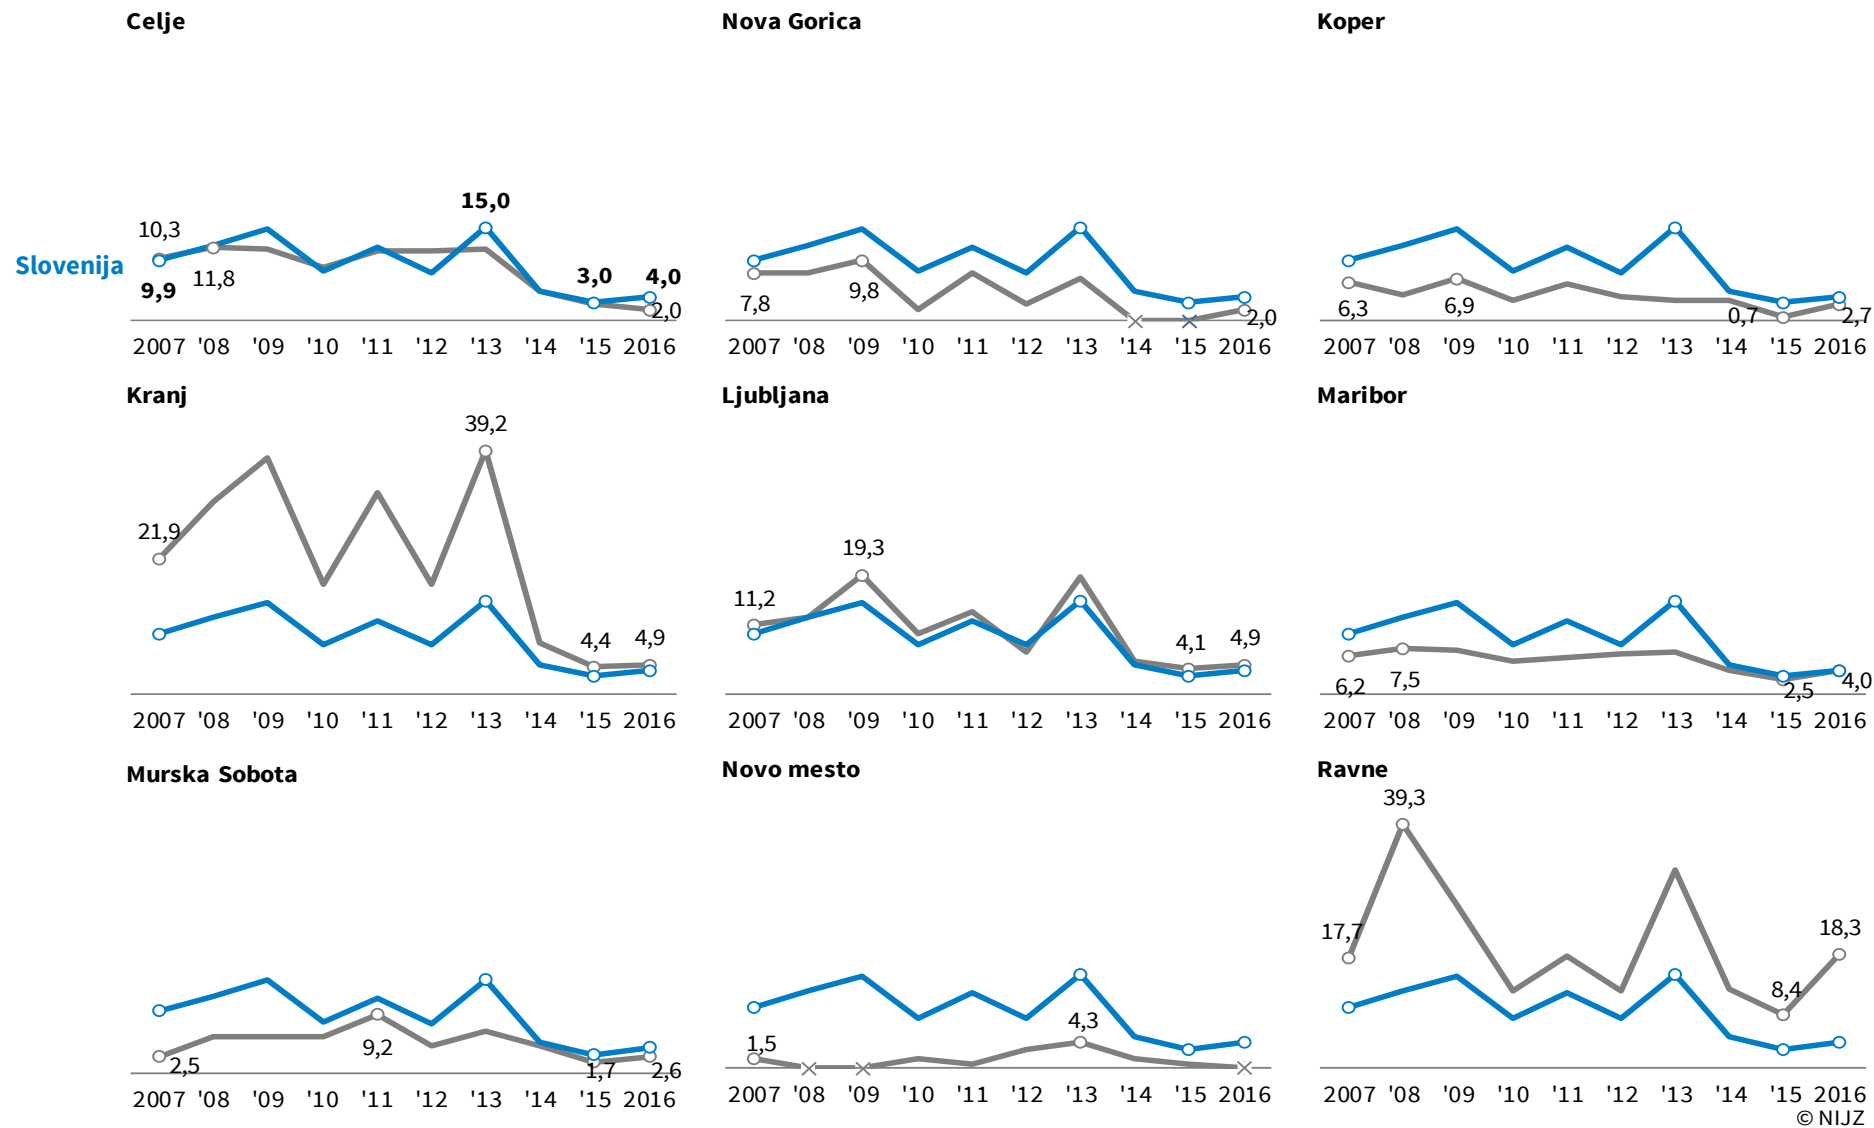 Celje
Nova Gorica
Koper
15,0
10,3
Slovenija
3,0
4,0
9,9
11,8
2,0
7,8
9,8
2,0
6,3
6,9
0,7
2,7
2007 '08 '09 '10 '11 '12 '13 '14 '15 2016
2007 '08 '09 '10 '11 '12 '13 '14 '15 2016
2007 '08 '09 '10 '11 '12 '13 '14 '15 2016
Kranj
Ljubljana
Maribor
39,2
21,9
4,4
4,9
19,3
11,2
4,1
4,9
6,2
7,5
2,5
4,0
2007 '08 '09 '10 '11 '12 '13 '14 '15 2016
2007 '08 '09 '10 '11 '12 '13 '14 '15 2016
2007 '08 '09 '10 '11 '12 '13 '14 '15 2016
Murska Sobota
Novo mesto
Ravne
2,5
9,2
1,7
2,6
1,5
4,3
39,3
17,7
8,4
18,3
2007 '08 '09 '10 '11 '12 '13 '14 '15 2016
2007 '08 '09 '10 '11 '12 '13 '14 '15 2016
2007 '08 '09 '10 '11 '12 '13 '14 '15 2016
© NIJZ